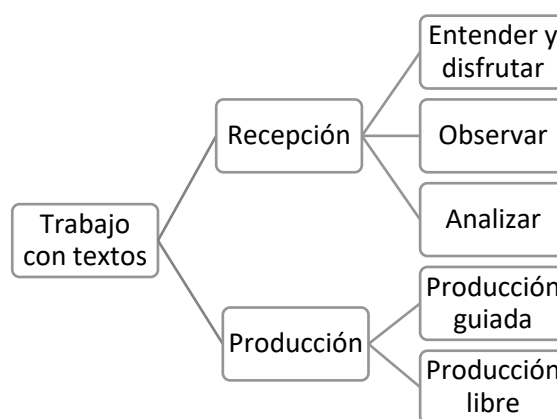 Trabajo
con textos
Recepción
Entender y
disfrutar
Observar
Analizar
Producción
Producción
guiada
Producción
libre